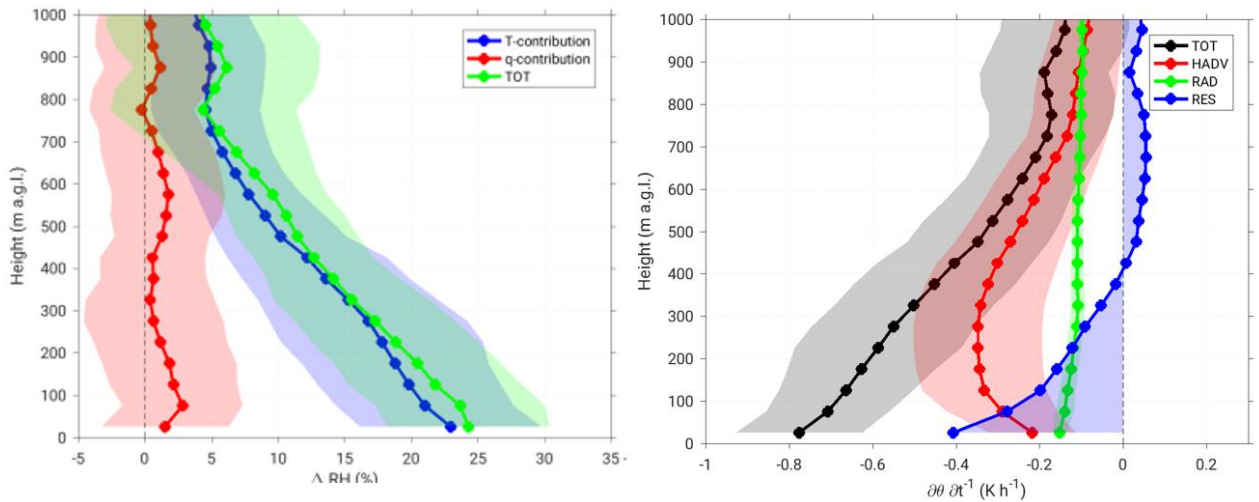 1000
900
800
700
600
500
400
300
200
100
0
Height (m a.g.l.)
T-contribution
q-contribution
TOT
-5 0 5 10 15 20 25 30 35 -
Δ RH (%)
1000
900
800
700
600
500
400
300
200
100
0
Height (m a.g.l.)
TOT
HADV
RAD
RES
-1 -0.8 -0.6 -0.4 -0.2 0 0.2
∂θ ∂t⁻¹ (K h⁻¹)